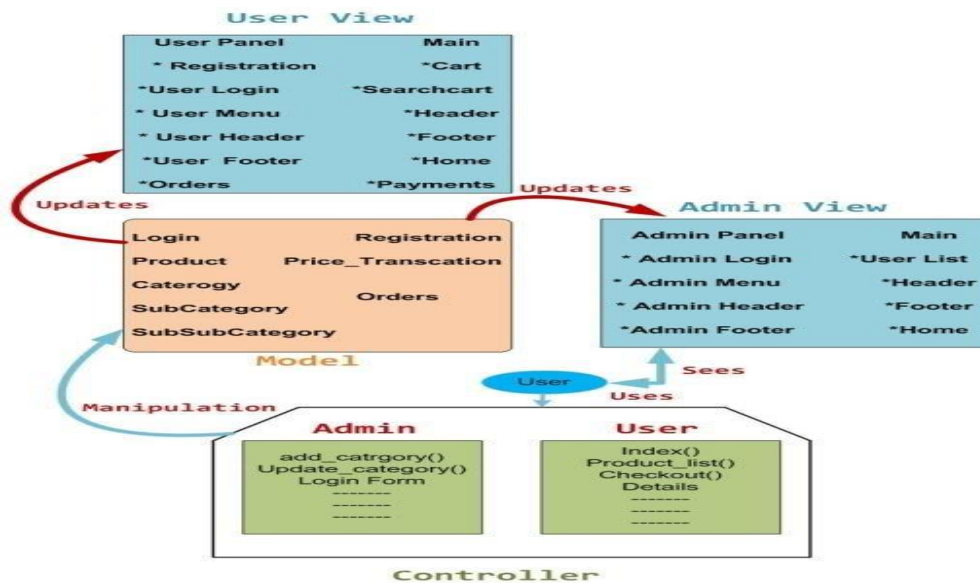 User View
User Panel Main
* Registration *Cart
*User Login *Searchcart
* User Menu *Header
* User Header *Footer
*User Footer *Home
*Orders *Payments
Updates
Updates
Admin View
Login Registration
Product Price_Transcation
Caterogy
Orders
SubCategory
SubSubCategory
Model
Admin Panel Main
* Admin Login *User List
* Admin Menu *Header
* Admin Header *Footer
*Admin Footer *Home
Sees
User
Uses
Manipulation
Admin User
add_catrgory()
Update_category()
Login Form
-------
-------
-------
Index()
Product_list()
Checkout()
Details
-------
-------
-------
Controller